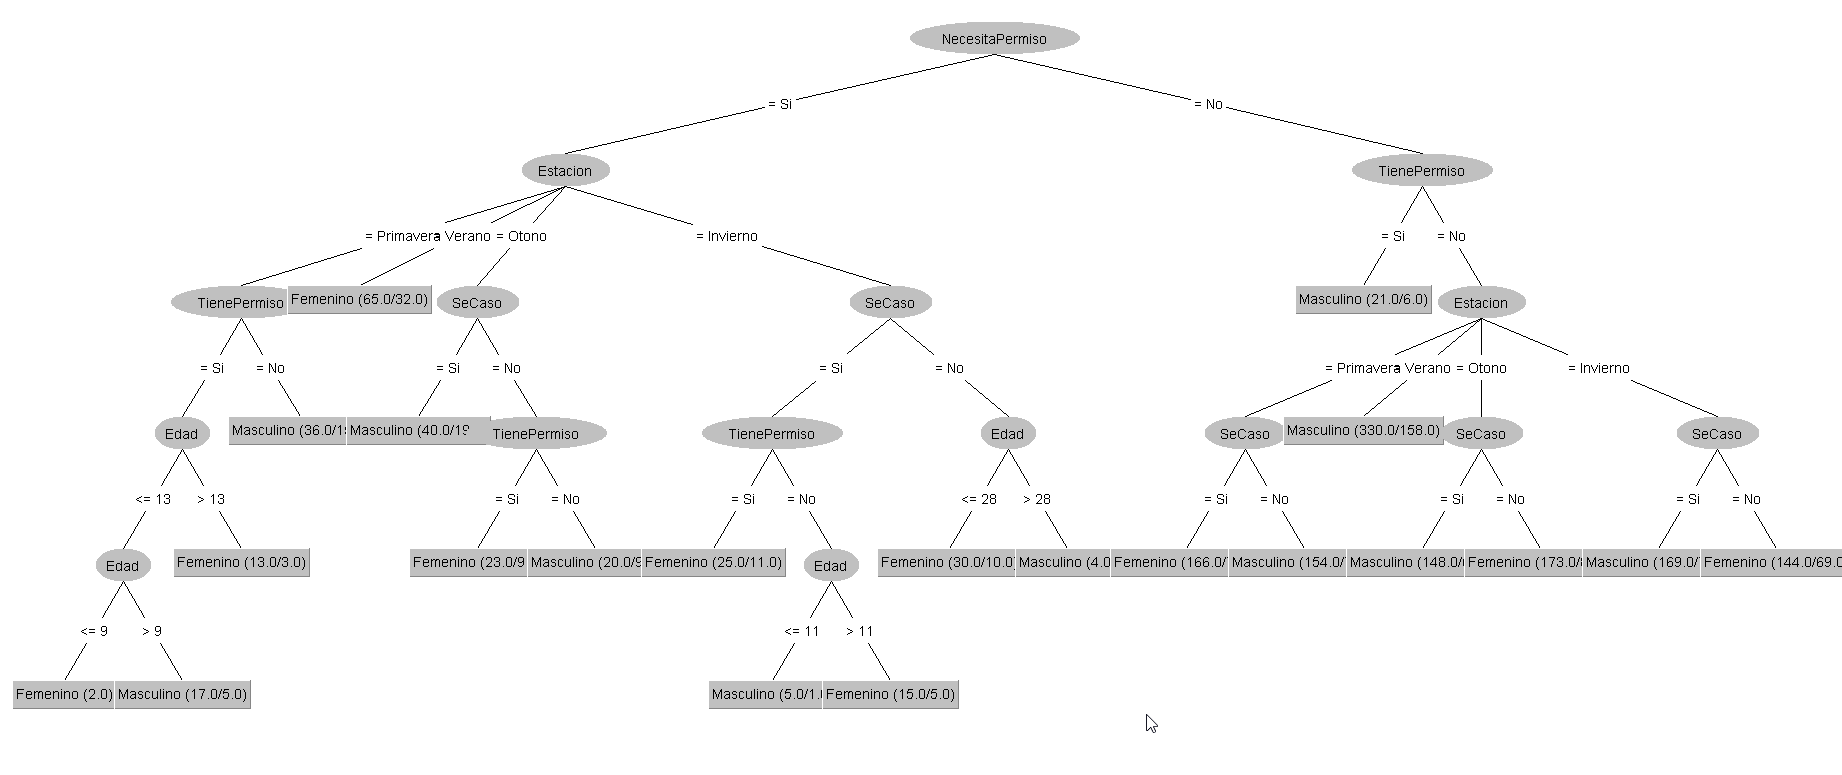 NecesitaPermiso
= Si
= No
Estacion
TienePermiso
= Primavera
= Verano
= Otono
= Invierno
= Si
= No
TienePermiso
Femenino (65.0/32.0)
SeCaso
SeCaso
Masculino (21.0/6.0)
Estacion
= Si
= No
= Si
= No
= Si
= No
= Primavera
= Verano
= Otono
= Invierno
Edad
Masculino (36.0/1
Masculino (40.0/19
TienePermiso
TienePermiso
Edad
SeCaso
Masculino (330.0/158.0)
SeCaso
SeCaso
<= 13
> 13
= Si
= No
= Si
= No
<= 28
> 28
= Si
= No
= Si
= No
= Si
= No
Edad
Femenino (13.0/3.0)
Femenino (23.0/9
Masculino (20.0/9
Femenino (25.0/11.0)
Edad
Femenino (30.0/10.0
Masculino (4.0
Femenino (166.0/
Masculino (154.0/
Masculino (148.0/
Femenino (173.0/
Masculino (169.0/
Femenino (144.0/69.0
<= 9
> 9
<= 11
> 11
Femenino (2.0)
Masculino (17.0/5.0)
Masculino (5.0/1.
Femenino (15.0/5.0)